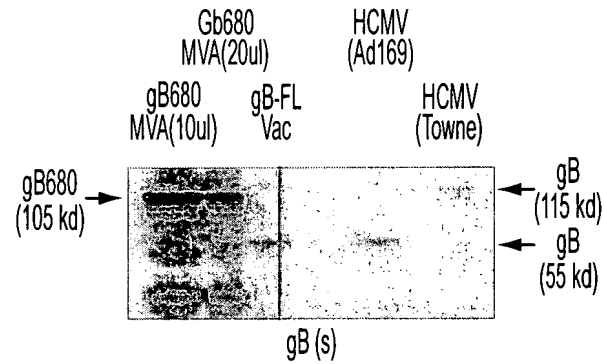 Gb680
MVA(20ul)
HCMV
(Ad169)
gB680
MVA(10ul)
gB-FL
Vac
HCMV
(Towne)
gB680
(105 kd)
gB
(115 kd)
gB
(55 kd)
gB (s)